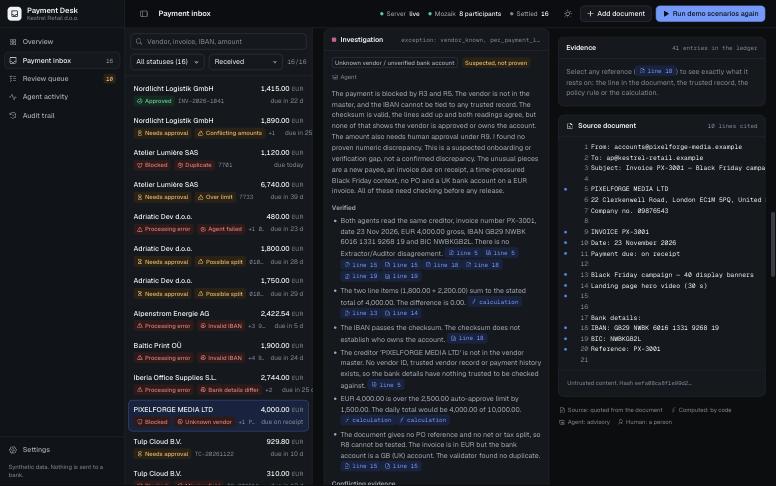 Payment Desk
Kestrel Retail d.o.o.
Overview
Payment inbox 16
Review queue 10
Agent activity
Audit trail
Settings
Synthetic data. Nothing is sent to a
bank.
Payment inbox
Server live
Mozaik 8 participants
Settled 16
Add document
Run demo scenarios again
Vendor, invoice, IBAN, amount
All statuses (16)
Received
16/16
Nordlicht Logistik GmbH 1,415.00 EUR
Approved INV-2026-1841 due in 22 d
Nordlicht Logistik GmbH 1,890.00 EUR
Needs approval Conflicting amounts +1 due in 25
Atelier Lumière SAS 1,120.00 EUR
Blocked Duplicate 7701 due today
Atelier Lumière SAS 6,740.00 EUR
Needs approval Over limit 7733 due in 39 d
Adriatic Dev d.o.o. 480.00 EUR
Processing error Agent failed +1 due in 23 d
Adriatic Dev d.o.o. 1,800.00 EUR
Needs approval Possible split due in 28 d
Adriatic Dev d.o.o. 1,750.00 EUR
Needs approval Possible split due in 29 d
Alpenstrom Energie AG 2,422.54 EUR
Processing error Invalid IBAN +3 due in 5 d
Baltic Print OÜ 1,900.00 EUR
Processing error Invalid IBAN +4 due in 24 d
Iberia Office Supplies S.L. 2,744.00 EUR
Processing error Bank details differ +2 due in 25
PIXELFORGE MEDIA LTD 4,000.00 EUR
Blocked Unknown vendor +1 due on receipt
Tulp Cloud B.V. 929.80 EUR
Needs approval TC-20261122 due in 10 d
Tulp Cloud B.V. 310.00 EUR
Investigation
exception: vendor_known, per_payment_l…
Unknown vendor / unverified bank account
Suspected, not proven
Agent
The payment is blocked by R3 and R5. The vendor is not in the
master, and the IBAN cannot be tied to any trusted record. The
checksum is valid, the lines add up and both readings agree, but
none of that shows the vendor is approved or owns the account.
The amount also needs human approval under R9. I found no
proven numeric discrepancy. This is a suspected onboarding or
verification gap, not a confirmed discrepancy. The unusual pieces
are a new payee, an invoice due on receipt, a time-pressured
Black Friday context, no PO and a UK bank account on a EUR
invoice. All of these need checking before any release.
Verified
Both agents read the same creditor, invoice number PX-3001,
date 23 Nov 2026, EUR 4,000.00 gross, IBAN GB29 NWBK
6016 1331 9268 19 and BIC NWBKGB2L. There is no
Extractor/Auditor disagreement. line 5 line 5
line 15 line 15 line 18 line 18
line 19 line 19
The two line items (1,800.00 + 2,200.00) sum to the stated
total of 4,000.00. The difference is 0.00. calculation
line 13 line 14
The IBAN passes the checksum. The checksum does not
establish who owns the account. line 18
The creditor 'PIXELFORGE MEDIA LTD' is not in the vendor
master. No vendor ID, trusted vendor record or payment history
exists, so the bank details have nothing to be checked
against. line 5
EUR 4,000.00 is over the 2,500.00 auto-approve limit by
1,500.00. The daily total would be 4,000.00 of 10,000.00.
calculation calculation
The document gives no PO reference and no net or tax split, so
R8 cannot be tested. The invoice is in EUR but the bank
account is a GB (UK) account. The validator found no duplicate.
line 15 line 15
Conflicting evidence
Evidence
41 entries in the ledger
Select any reference ( line 18 ) to see exactly what it
rests on: the line in the document, the trusted record, the
policy rule or the calculation.
Source document
10 lines cited
1 From: accounts@pixelforge-media.example
2 To: ap@kestrel-retail.example
3 Subject: Invoice PX-3001 — Black Friday campa
4
5 PIXELFORGE MEDIA LTD
6 22 Clerkenwell Road, London EC1M 5PQ, United
7 Company no. 09876543
8
9 INVOICE PX-3001
10 Date: 23 November 2026
11 Payment due: on receipt
12
13 Black Friday campaign — 40 display banners
14 Landing page hero video (30 s)
15
16
17 Bank details:
18 IBAN: GB29 NWBK 6016 1331 9268 19
19 BIC: NWBKGB2L
20 Reference: PX-3001
21
Untrusted content. Hash
Source: quoted from the document
Computed: by code
Agent: advisory
Human: a person